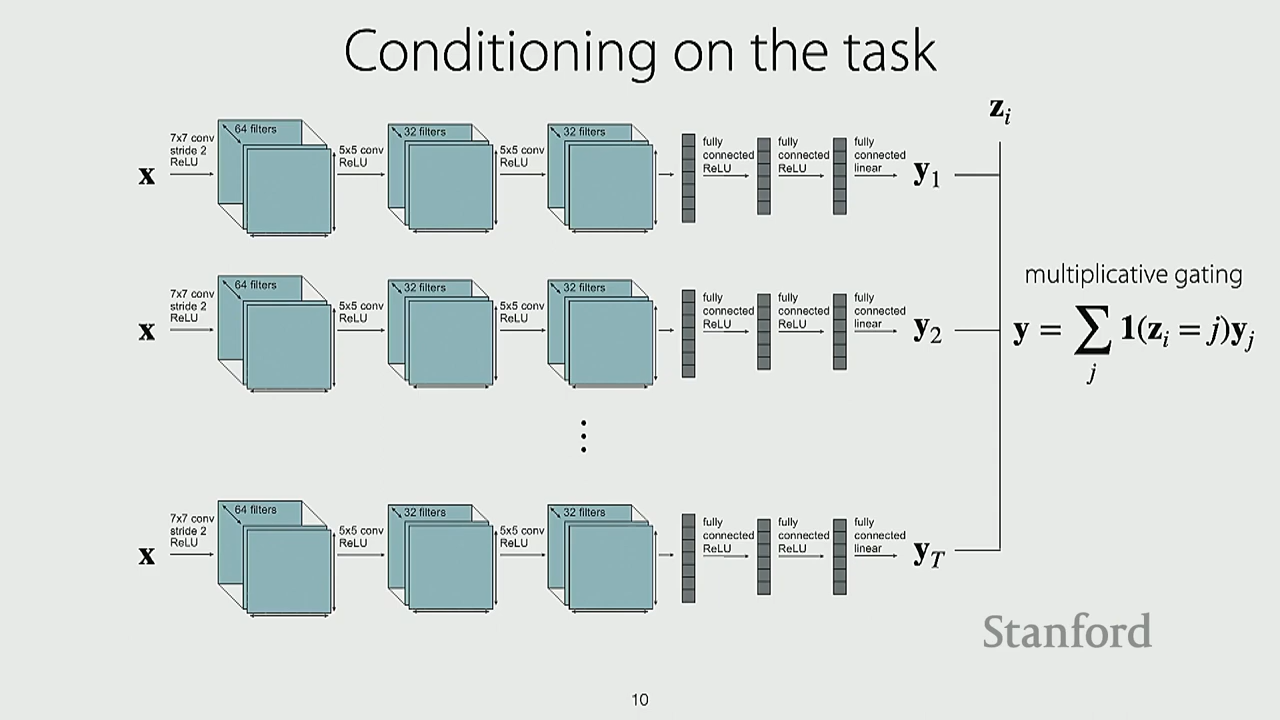 Conditioning on the task
z_i
x
7x7 conv
stride 2
ReLU
64 filters
5x5 conv
ReLU
32 filters
5x5 conv
ReLU
32 filters
fully
connected
ReLU
fully
connected
ReLU
fully
connected
linear
y_1
x
7x7 conv
stride 2
ReLU
64 filters
5x5 conv
ReLU
32 filters
5x5 conv
ReLU
32 filters
fully
connected
ReLU
fully
connected
ReLU
fully
connected
linear
y_2
multiplicative gating
y = ∑_j 1(z_i = j)y_j
⋮
x
7x7 conv
stride 2
ReLU
64 filters
5x5 conv
ReLU
32 filters
5x5 conv
ReLU
32 filters
fully
connected
ReLU
fully
connected
ReLU
fully
connected
linear
y_T
Stanford
10